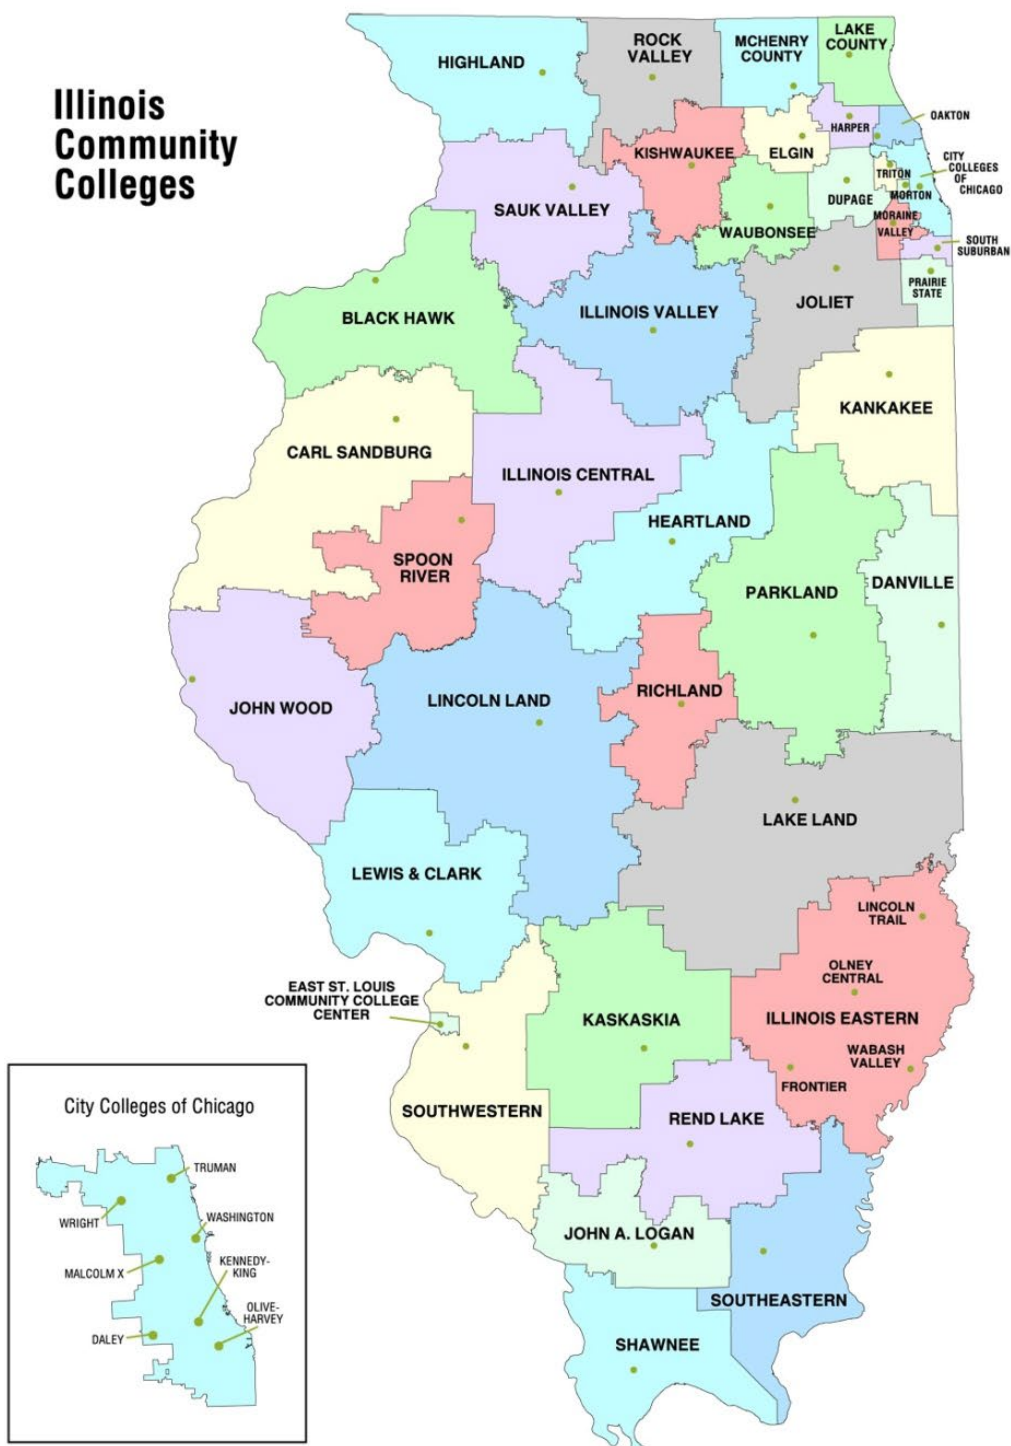 Illinois
Community
Colleges
HIGHLAND
ROCK
VALLEY
MCHENRY
COUNTY
LAKE
COUNTY
OAKTON
HARPER
KISHWAUKEE
ELGIN
CITY
COLLEGES
OF
CHICAGO
TRITON
MORTON
DUPAGE
SAUK VALLEY
WAUBONSEE
MORAINE
VALLEY
SOUTH
SUBURBAN
PRAIRIE
STATE
BLACK HAWK
ILLINOIS VALLEY
JOLIET
KANKAKEE
CARL SANDBURG
ILLINOIS CENTRAL
HEARTLAND
SPOON
RIVER
PARKLAND
DANVILLE
JOHN WOOD
LINCOLN LAND
RICHLAND
LAKE LAND
LEWIS & CLARK
LINCOLN
TRAIL
OLNEY
CENTRAL
EAST ST. LOUIS
COMMUNITY COLLEGE
CENTER
KASKASKIA
ILLINOIS EASTERN
WABASH
VALLEY
FRONTIER
SOUTHWESTERN
REND LAKE
JOHN A. LOGAN
SOUTHEASTERN
SHAWNEE
City Colleges of Chicago
TRUMAN
WRIGHT
WASHINGTON
MALCOLM X
KENNEDY-
KING
OLIVE-
HARVEY
DALEY